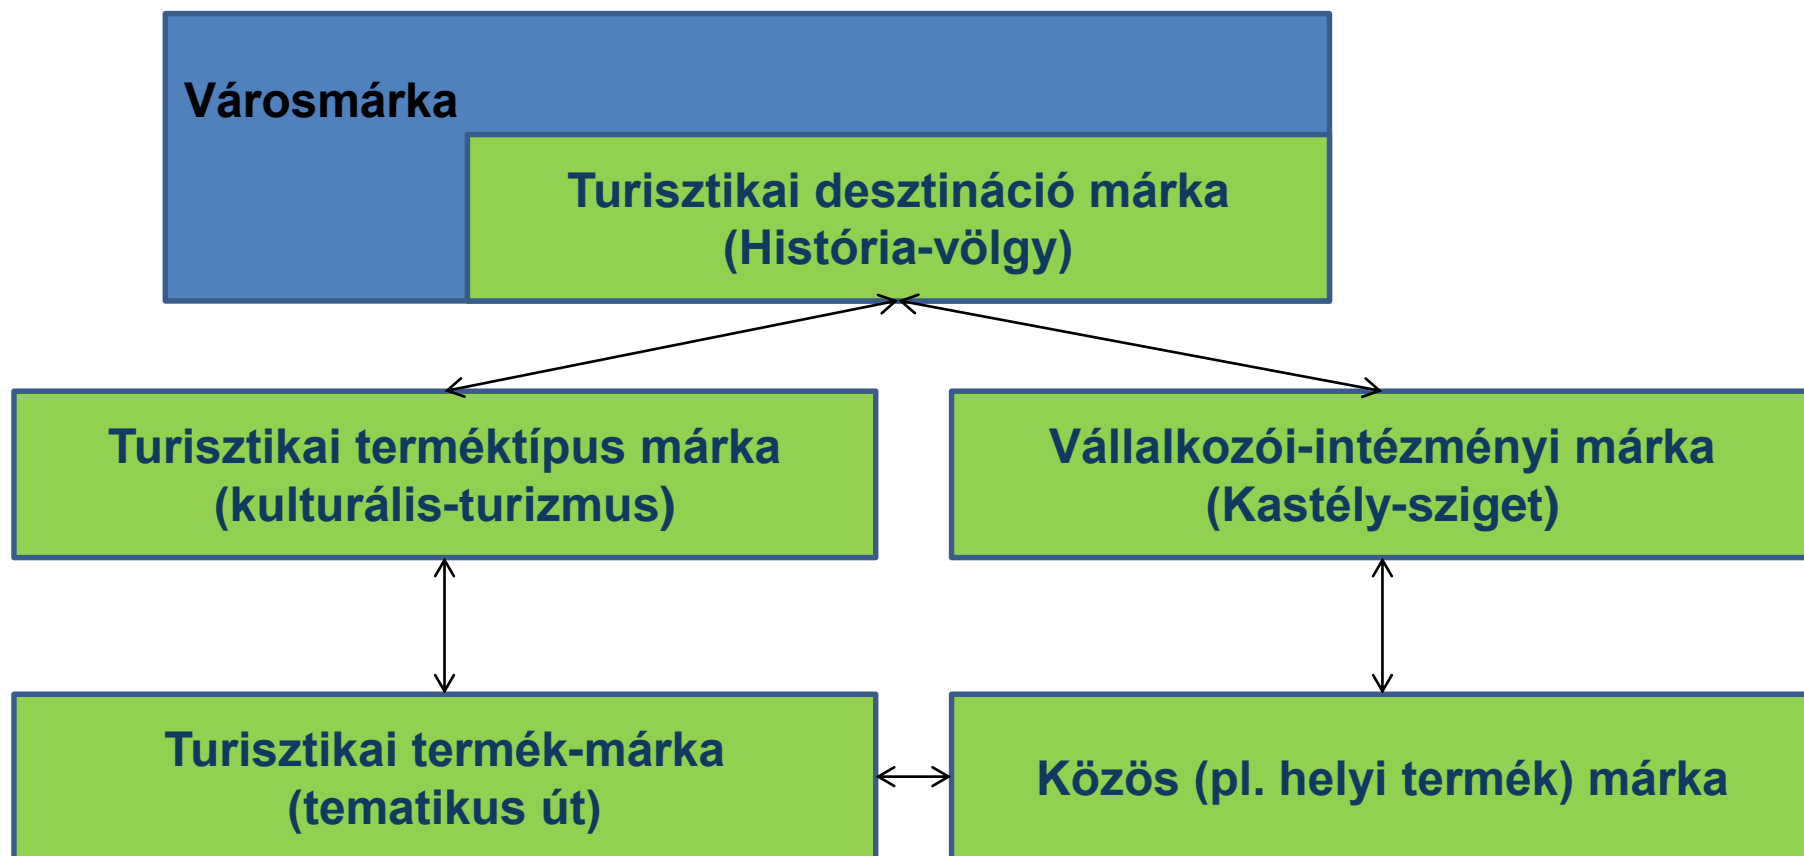 Városmárka
Turisztikai desztináció márka
(História-völgy)
Turisztikai terméktípus márka
(kulturális-turizmus)
Vállalkozói-intézményi márka
(Kastély-sziget)
Turisztikai termék-márka
(tematikus út)
Közös (pl. helyi termék) márka